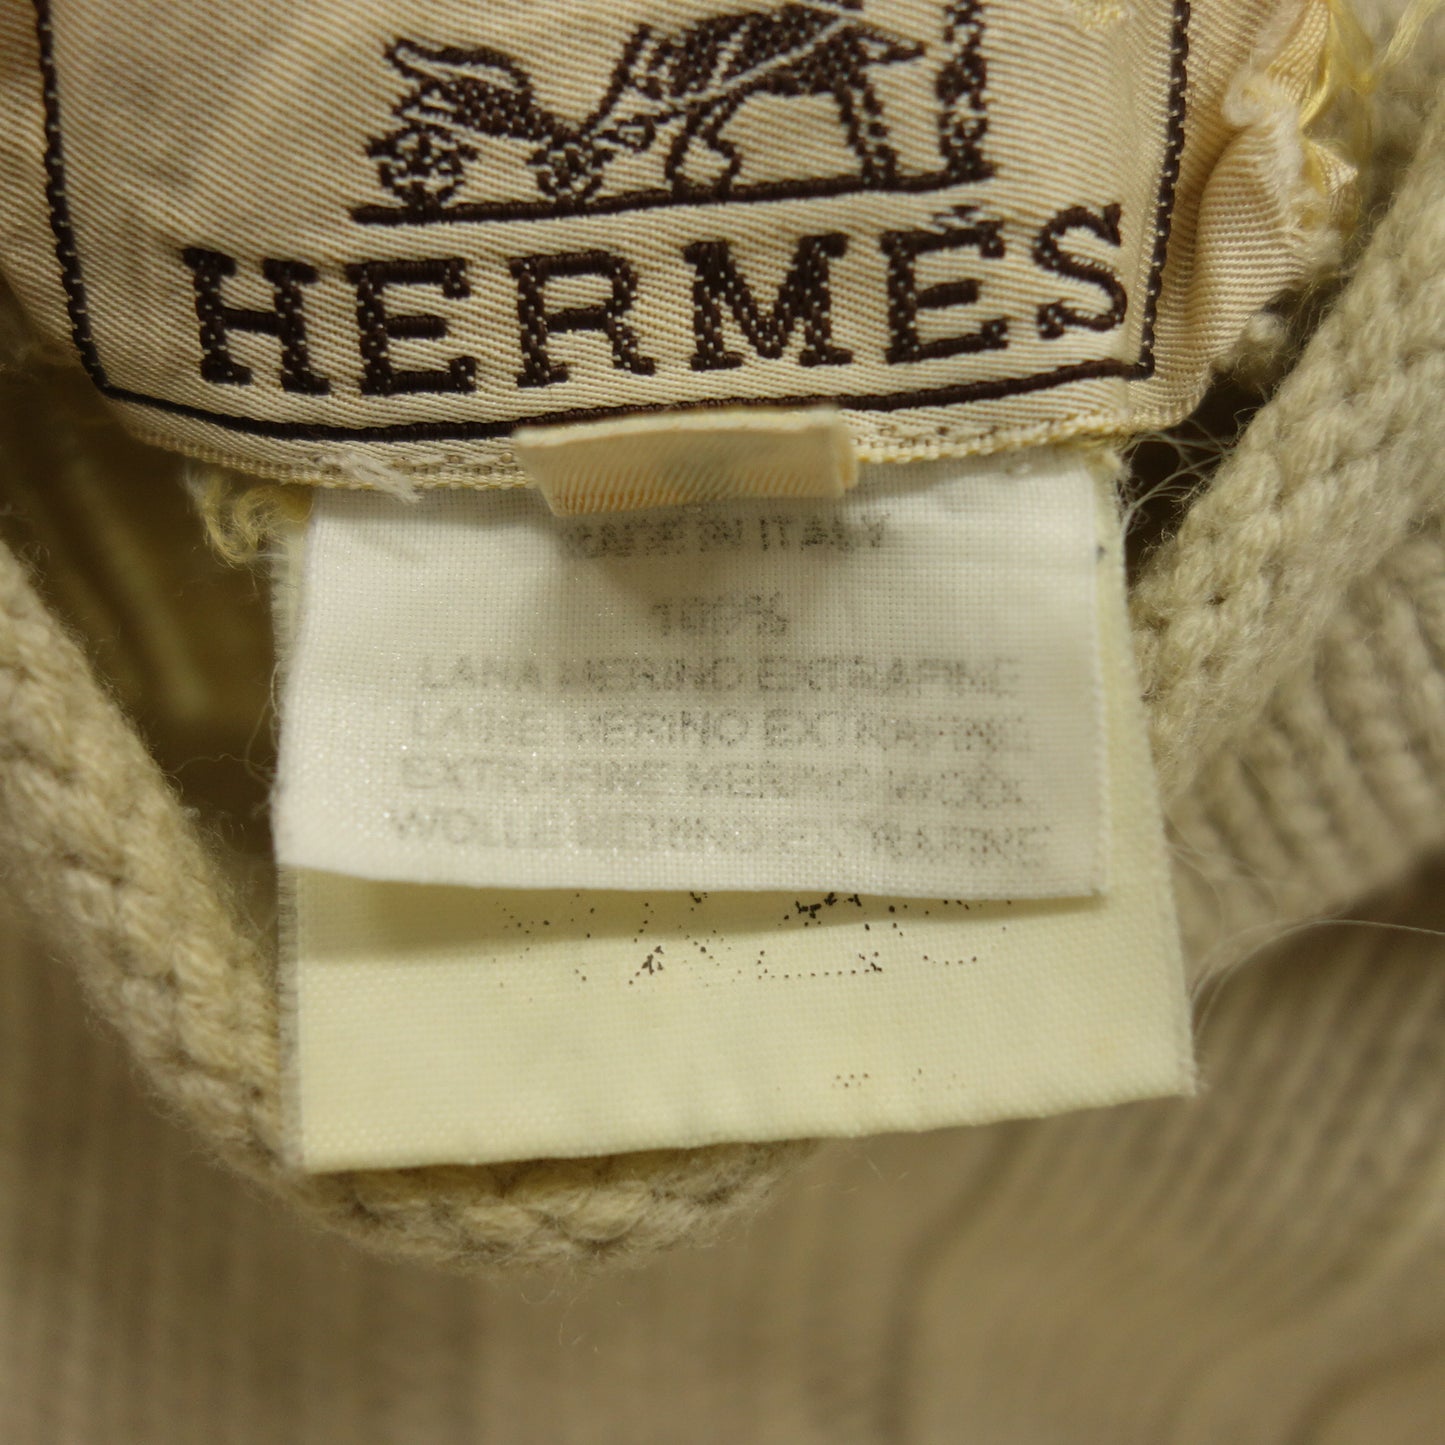 HERMÈS
MADE IN ITALY
100%
LANA MERINO EXTRAFINE
LAINE MERINO EXTRAFINE
EXTRAFINE MERINO WOOL
WOLLE MERINO EXTRAFINE